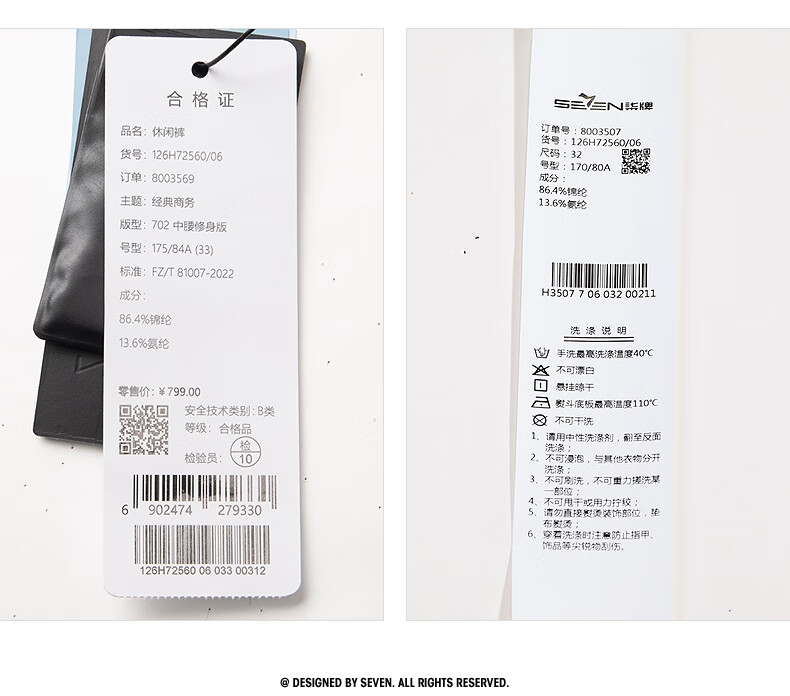 合格证
品名: 休闲裤
货号: 126H72560/06
订单: 8003569
主题: 经典商务
版型: 702 中腰修身版
号型: 175/84A (33)
标准: FZ/T 81007-2022
成分:
86.4%锦纶
13.6%氨纶
零售价: ¥799.00
安全技术类别: B类
等级: 合格品
检验员: 检 10
6 902474 279330
126H72560 06 033 00312
SEVEN 柒牌
订单号: 8003507
货号: 126H72560/06
尺码: 32
号型: 170/80A
成分:
86.4%锦纶
13.6%氨纶
H3507 7 06 032 00211
洗涤说明
手洗最高洗涤温度40℃
不可漂白
悬挂晾干
熨斗底板最高温度110℃
不可干洗
1、请用中性洗涤剂, 翻至反面
洗涤;
2、不可浸泡, 与其他衣物分开
洗涤;
3、不可刷洗, 不可重力搓洗某
一部位;
4、不可甩干或用力拧绞;
5、请勿直接熨烫装饰部位, 垫
布熨烫;
6、穿着洗涤时注意防止指甲、
饰品等尖锐物刮伤。
@ DESIGNED BY SEVEN. ALL RIGHTS RESERVED.